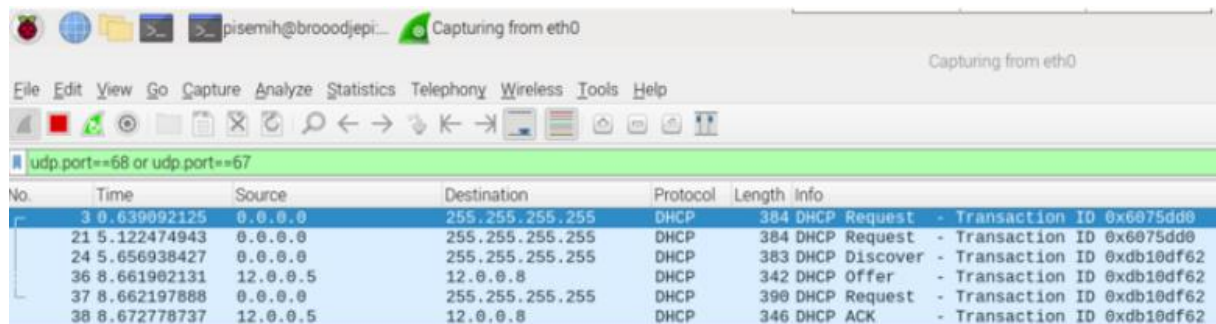 pisemih@brooodjepi:... Capturing from eth0
Capturing from eth0
File Edit View Go Capture Analyze Statistics Telephony Wireless Tools Help
udp.port==68 or udp.port==67
No. Time Source Destination Protocol Length Info
3 0.639092125 0.0.0.0 255.255.255.255 DHCP 384 DHCP Request - Transaction ID 0x6075dd0
21 5.122474943 0.0.0.0 255.255.255.255 DHCP 384 DHCP Request - Transaction ID 0x6075dd0
24 5.656938427 0.0.0.0 255.255.255.255 DHCP 383 DHCP Discover - Transaction ID 0xdb10df62
36 8.661902131 12.0.0.5 12.0.0.8 DHCP 342 DHCP Offer - Transaction ID 0xdb10df62
37 8.662197888 0.0.0.0 255.255.255.255 DHCP 390 DHCP Request - Transaction ID 0xdb10df62
38 8.672778737 12.0.0.5 12.0.0.8 DHCP 346 DHCP ACK - Transaction ID 0xdb10df62